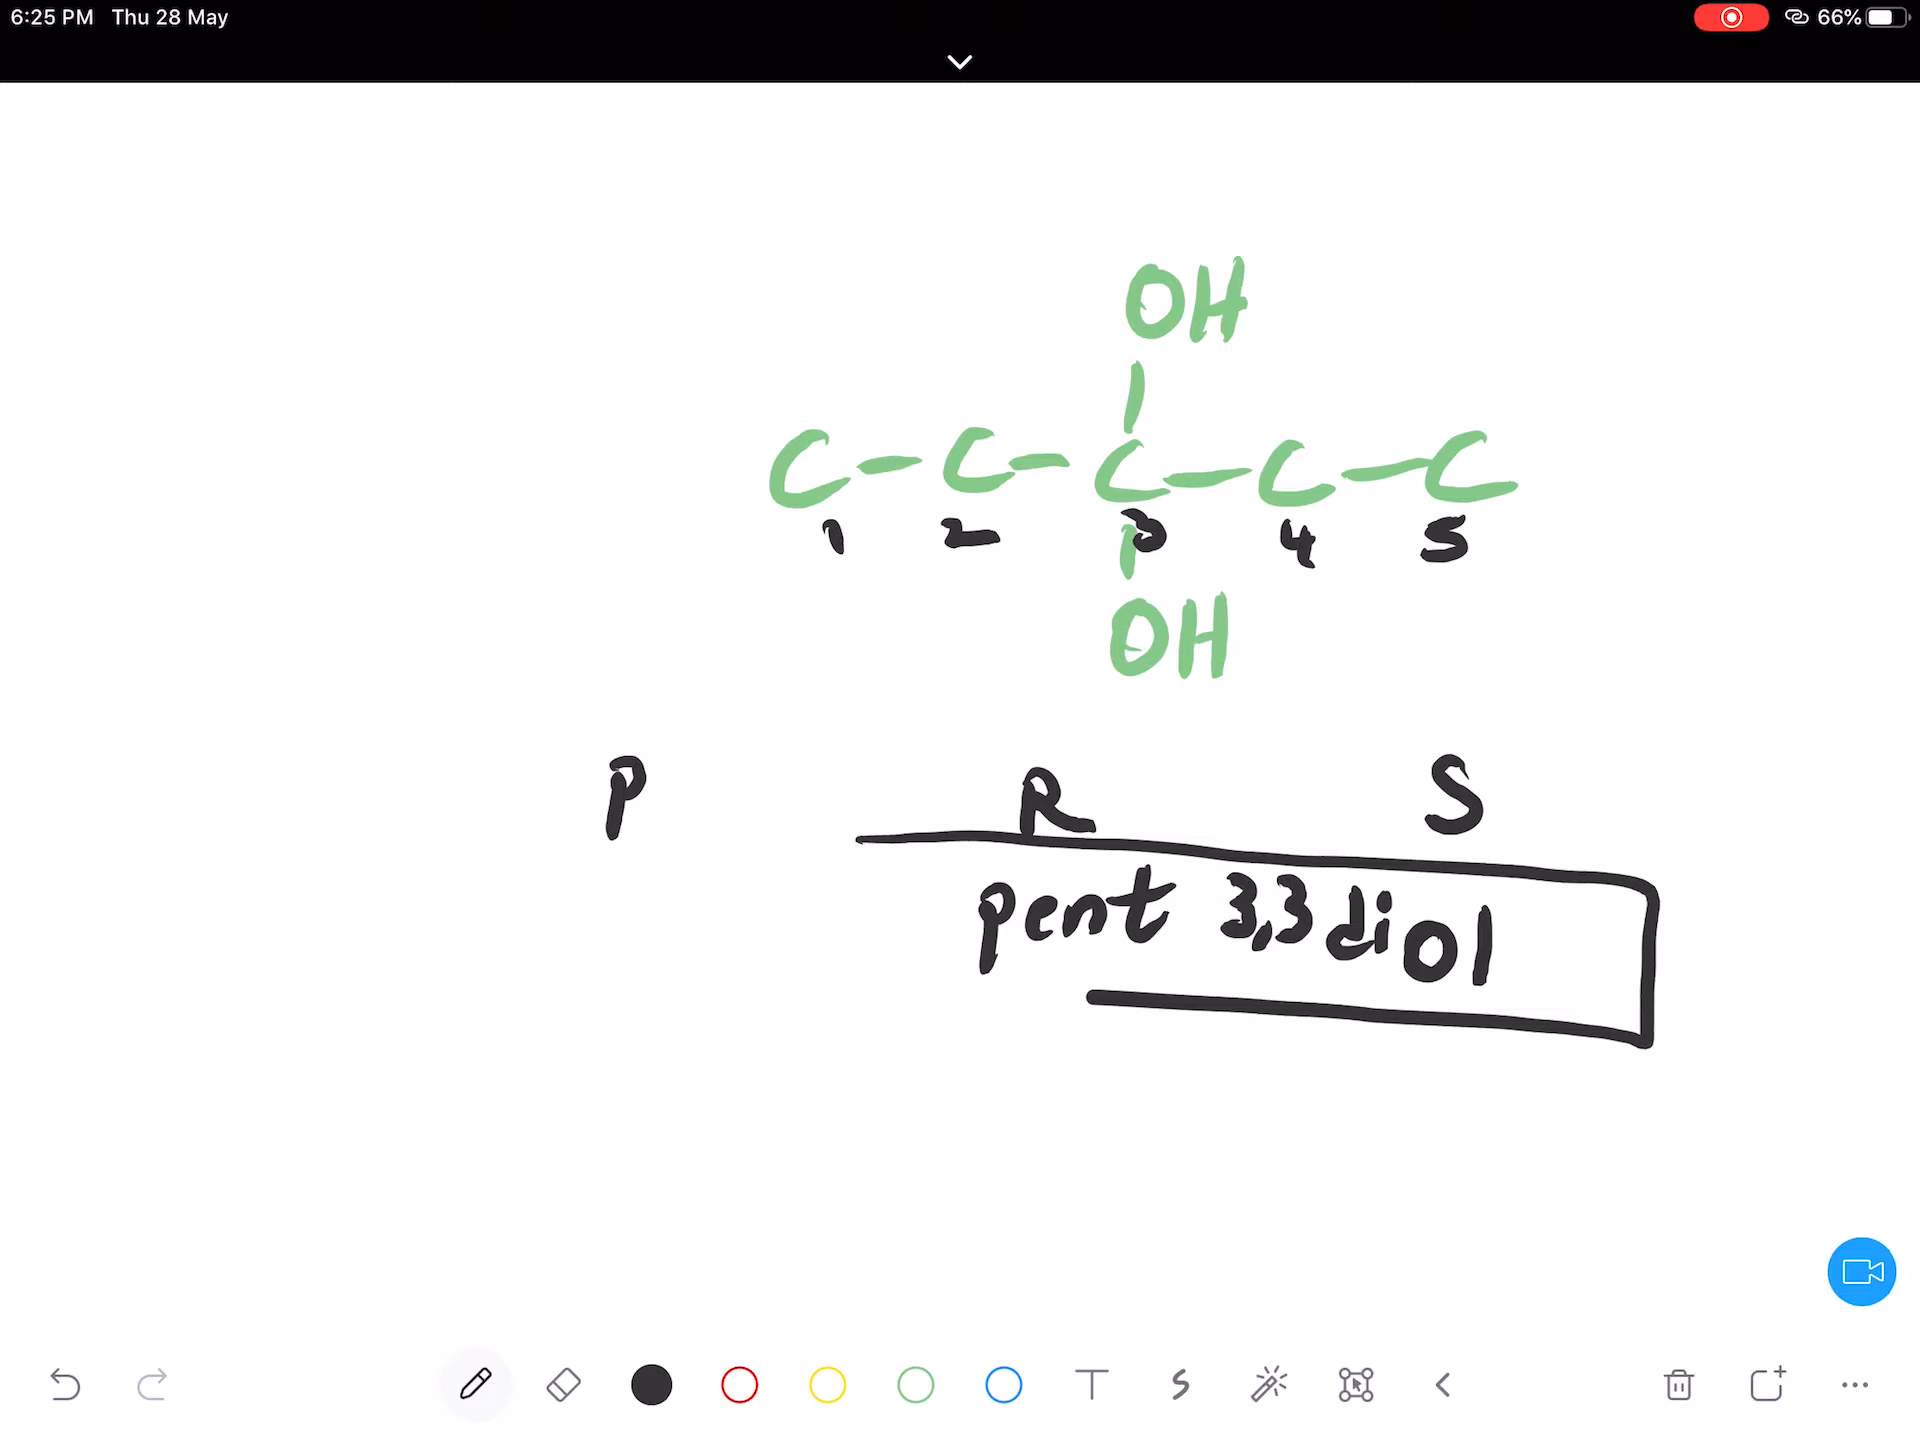 6:25 PM Thu 28 May 66%
OH
C-C-C-C-C
1 2 3 4 5
OH
P R S
pent 3,3 diol
T